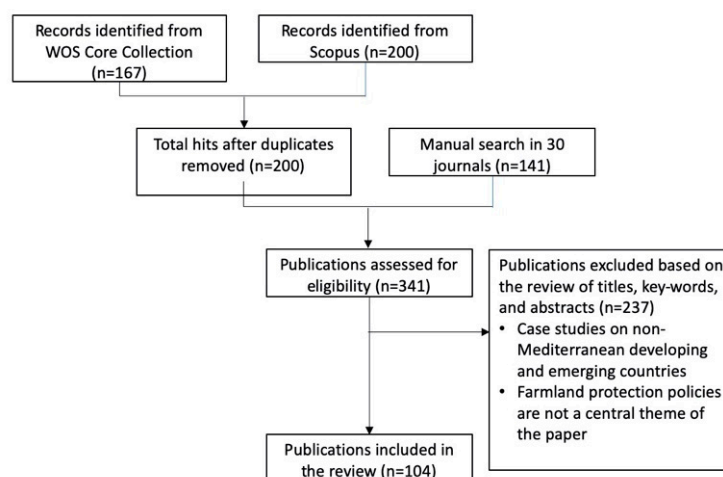 Records identified from
WOS Core Collection
(n=167)
Records identified from
Scopus (n=200)
Total hits after duplicates
removed (n=200)
Manual search in 30
journals (n=141)
Publications assessed for
eligibility (n=341)
Publications excluded based on
the review of titles, key-words,
and abstracts (n=237)
• Case studies on non-
Mediterranean developing
and emerging countries
• Farmland protection policies
are not a central theme of
the paper
Publications included in
the review (n=104)